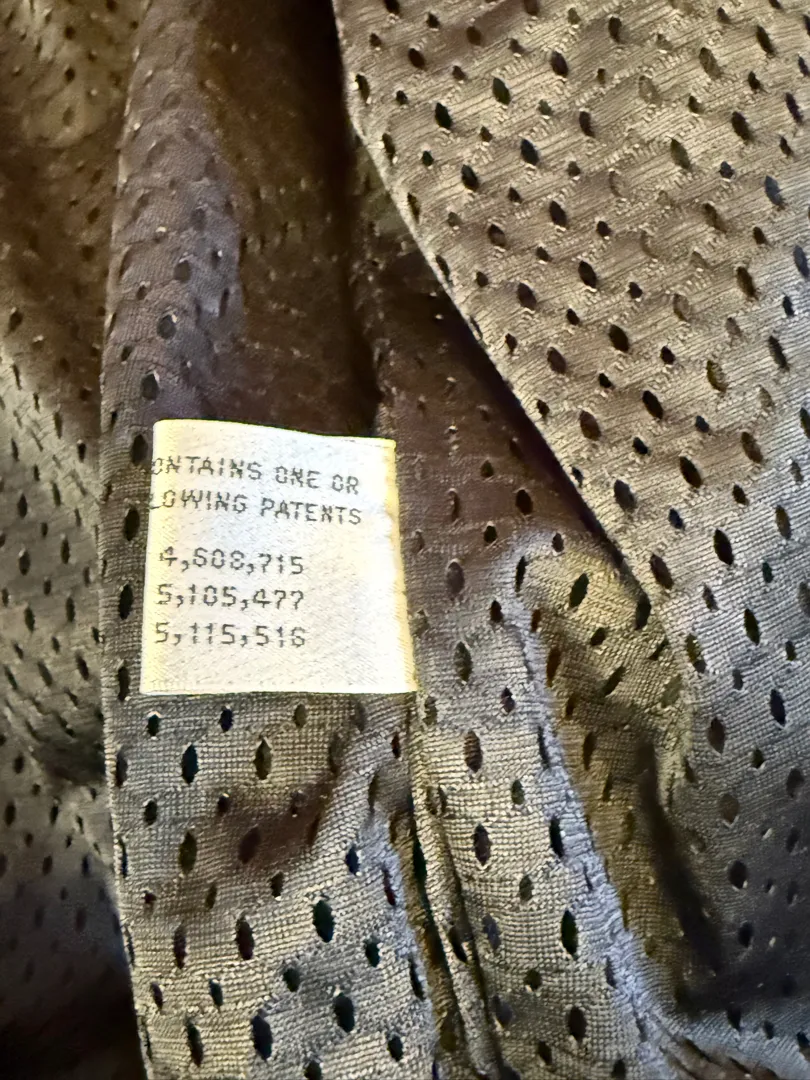 ONTAINS ONE OR
LOWING PATENTS
4,608,715
5,105,477
5,115,516